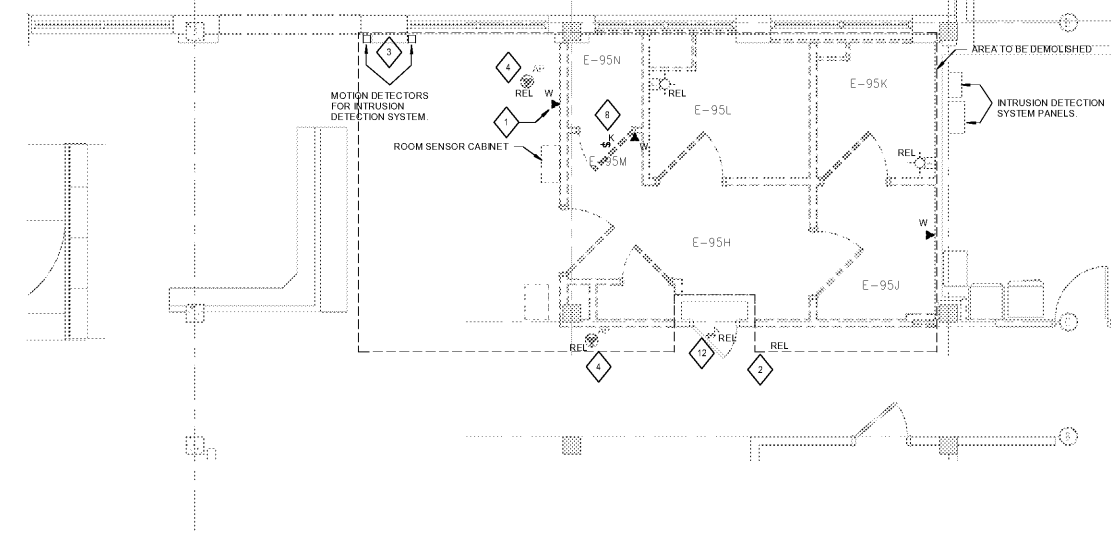 AREA TO BE DEMOLISHED
3
4
AP
E-95N
E-95K
REL
W
REL
MOTION DETECTORS
FOR INTRUSION
DETECTION SYSTEM.
INTRUSION DETECTION
SYSTEM PANELS.
E-95L
1
8
K
S
W
ROOM SENSOR CABINET
E-95M
REL
W
E-95H
E-95J
REL
REL
REL
12
4
2